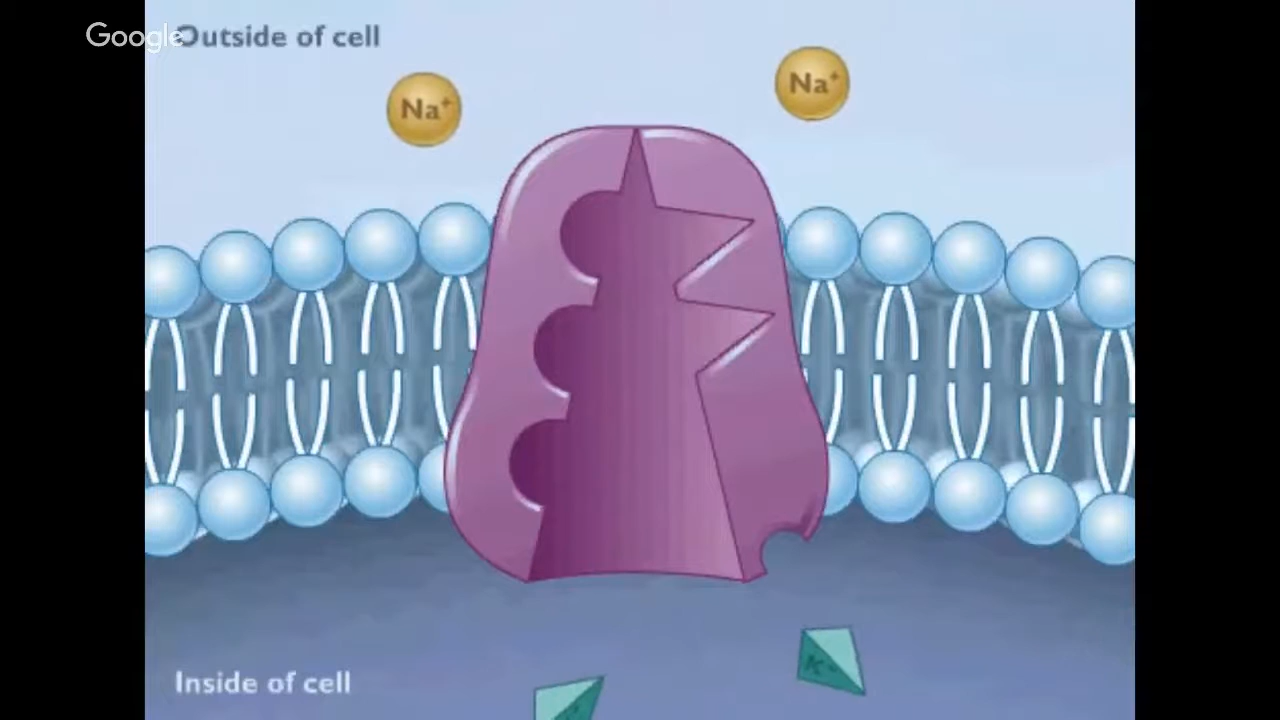 Google
Outside of cell
Na⁺
Na⁺
K⁺
Inside of cell